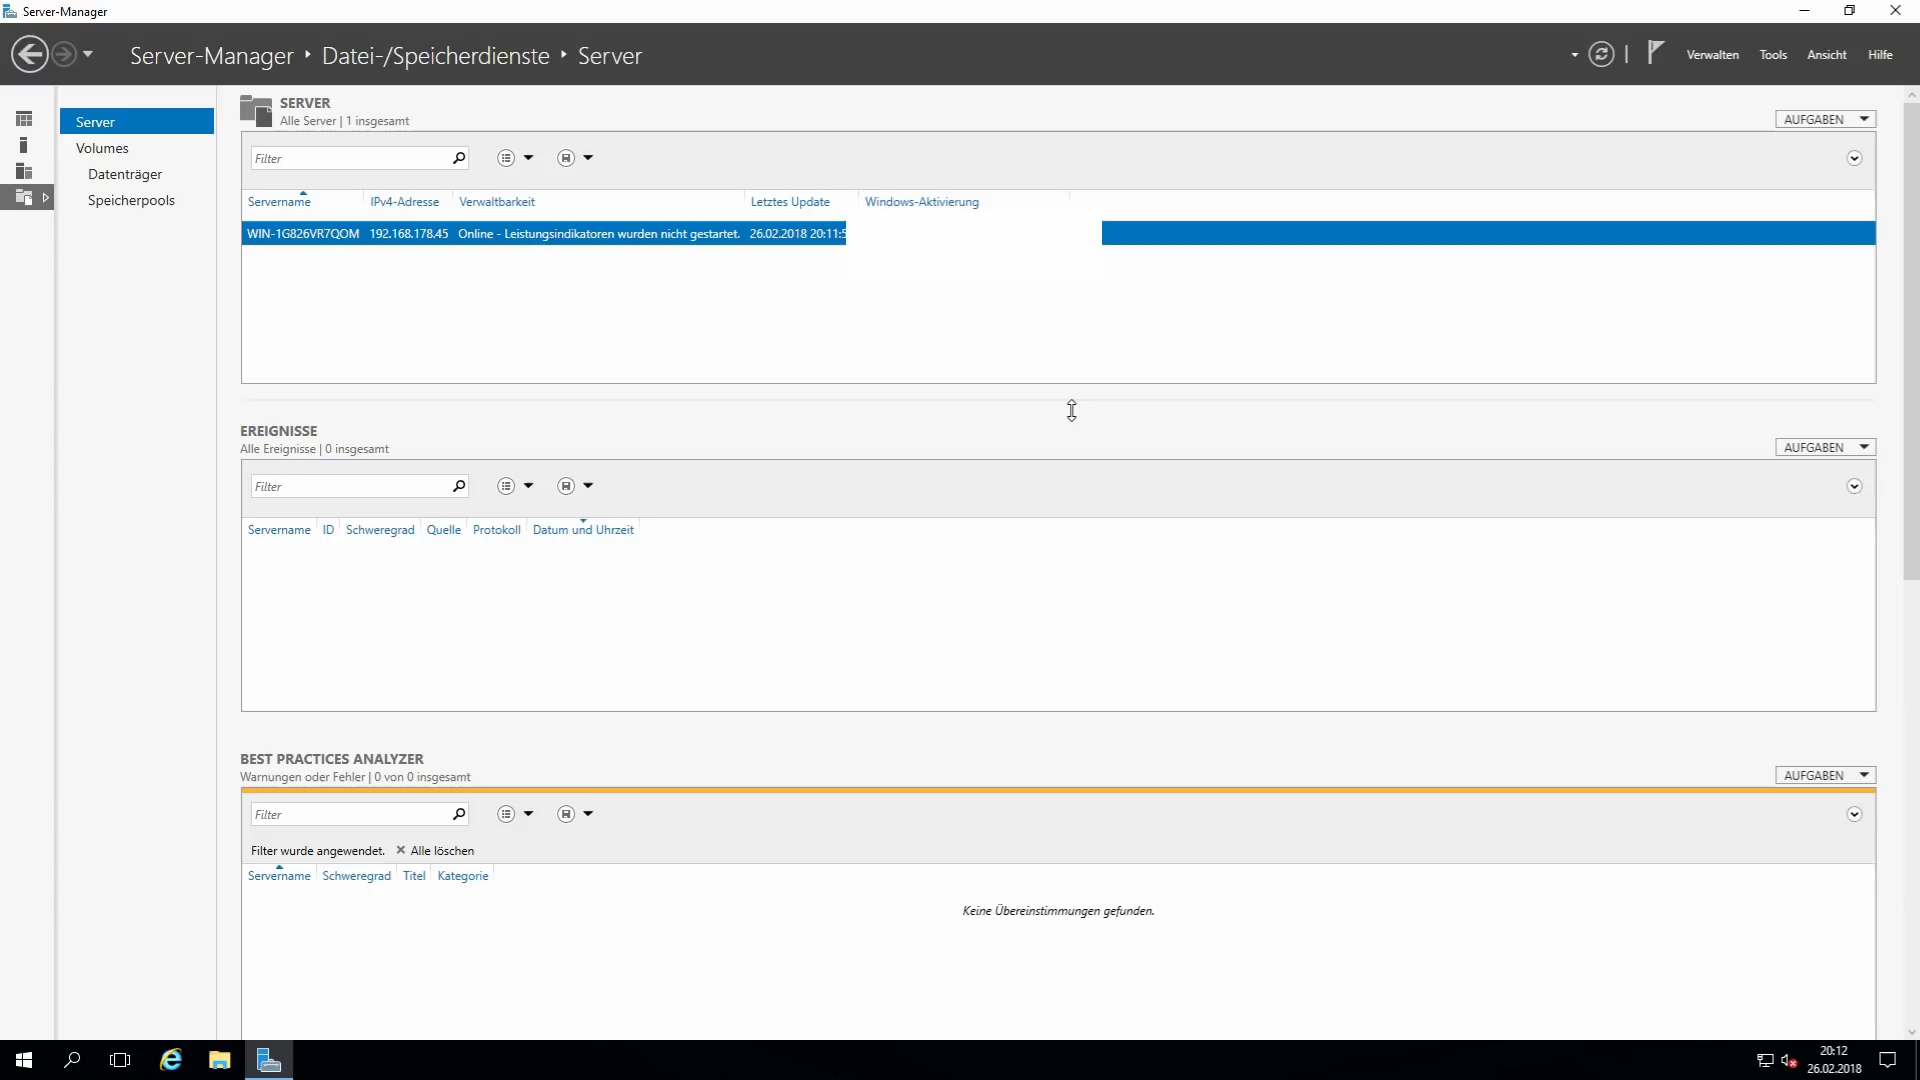 Server-Manager
Server-Manager ‣ Datei-/Speicherdienste ‣ Server
Verwalten Tools Ansicht Hilfe
Server
Volumes
Datenträger
Speicherpools
SERVER
Alle Server | 1 insgesamt
AUFGABEN
Filter
Servername IPv4-Adresse Verwaltbarkeit Letztes Update Windows-Aktivierung
WIN-1G826VR7QOM 192.168.178.45 Online - Leistungsindikatoren wurden nicht gestartet. 26.02.2018 20:11:5
EREIGNISSE
Alle Ereignisse | 0 insgesamt
AUFGABEN
Filter
Servername ID Schweregrad Quelle Protokoll Datum und Uhrzeit
BEST PRACTICES ANALYZER
Warnungen oder Fehler | 0 von 0 insgesamt
AUFGABEN
Filter
Filter wurde angewendet. ✕ Alle löschen
Servername Schweregrad Titel Kategorie
Keine Übereinstimmungen gefunden.
20:12
26.02.2018